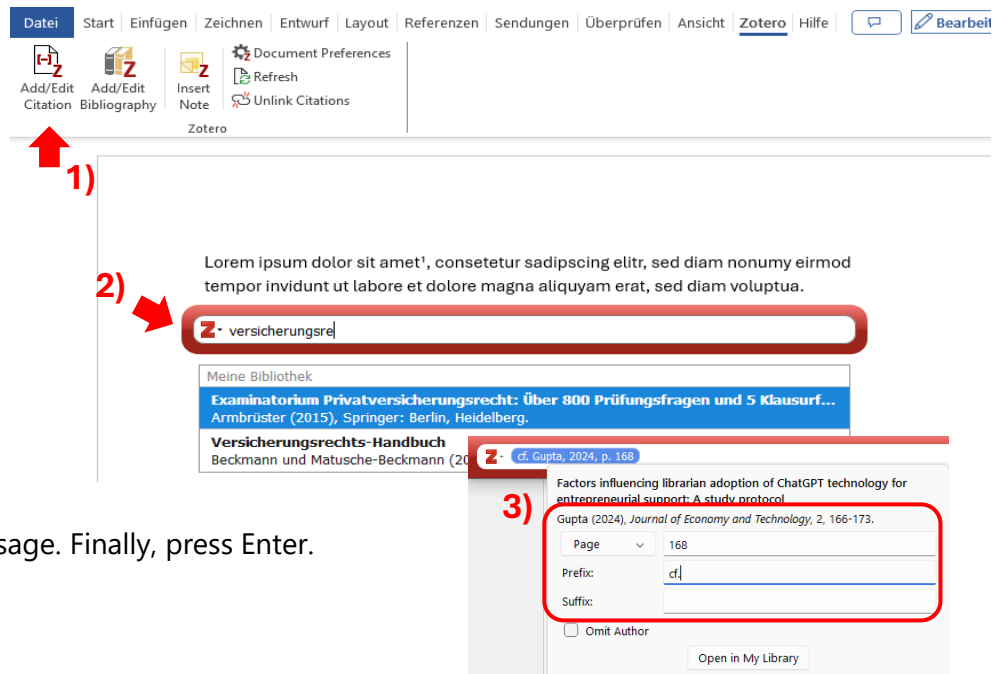 Datei Start Einfügen Zeichnen Entwurf Layout Referenzen Sendungen Überprüfen Ansicht Zotero Hilfe Bearbeit
Add/Edit Citation
Add/Edit Bibliography
Insert Note
Document Preferences
Refresh
Unlink Citations
Zotero
1)
Lorem ipsum dolor sit amet¹, consetetur sadipscing elitr, sed diam nonumy eirmod
tempor invidunt ut labore et dolore magna aliquyam erat, sed diam voluptua.
2)
Z versicherungsre
Meine Bibliothek
Examinatorium Privatversicherungsrecht: Über 800 Prüfungsfragen und 5 Klausurf...
Armbrüster (2015), Springer: Berlin, Heidelberg.
Versicherungsrechts-Handbuch
Beckmann und Matusche-Beckmann (20
Z cf. Gupta, 2024, p. 168
3)
Factors influencing librarian adoption of ChatGPT technology for
entrepreneurial support: A study protocol
Gupta (2024), Journal of Economy and Technology, 2, 166-173.
Page 168
Prefix: cf.
Suffix:
Omit Author
Open in My Library
sage. Finally, press Enter.